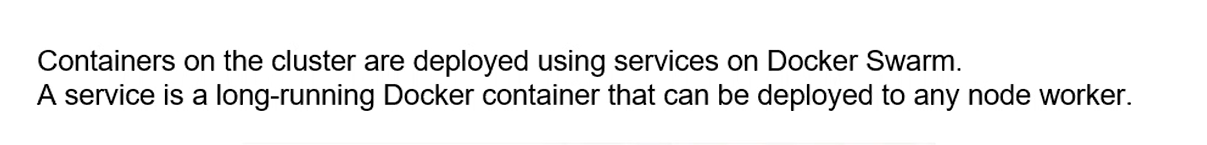 Containers on the cluster are deployed using services on Docker Swarm.
A service is a long-running Docker container that can be deployed to any node worker.